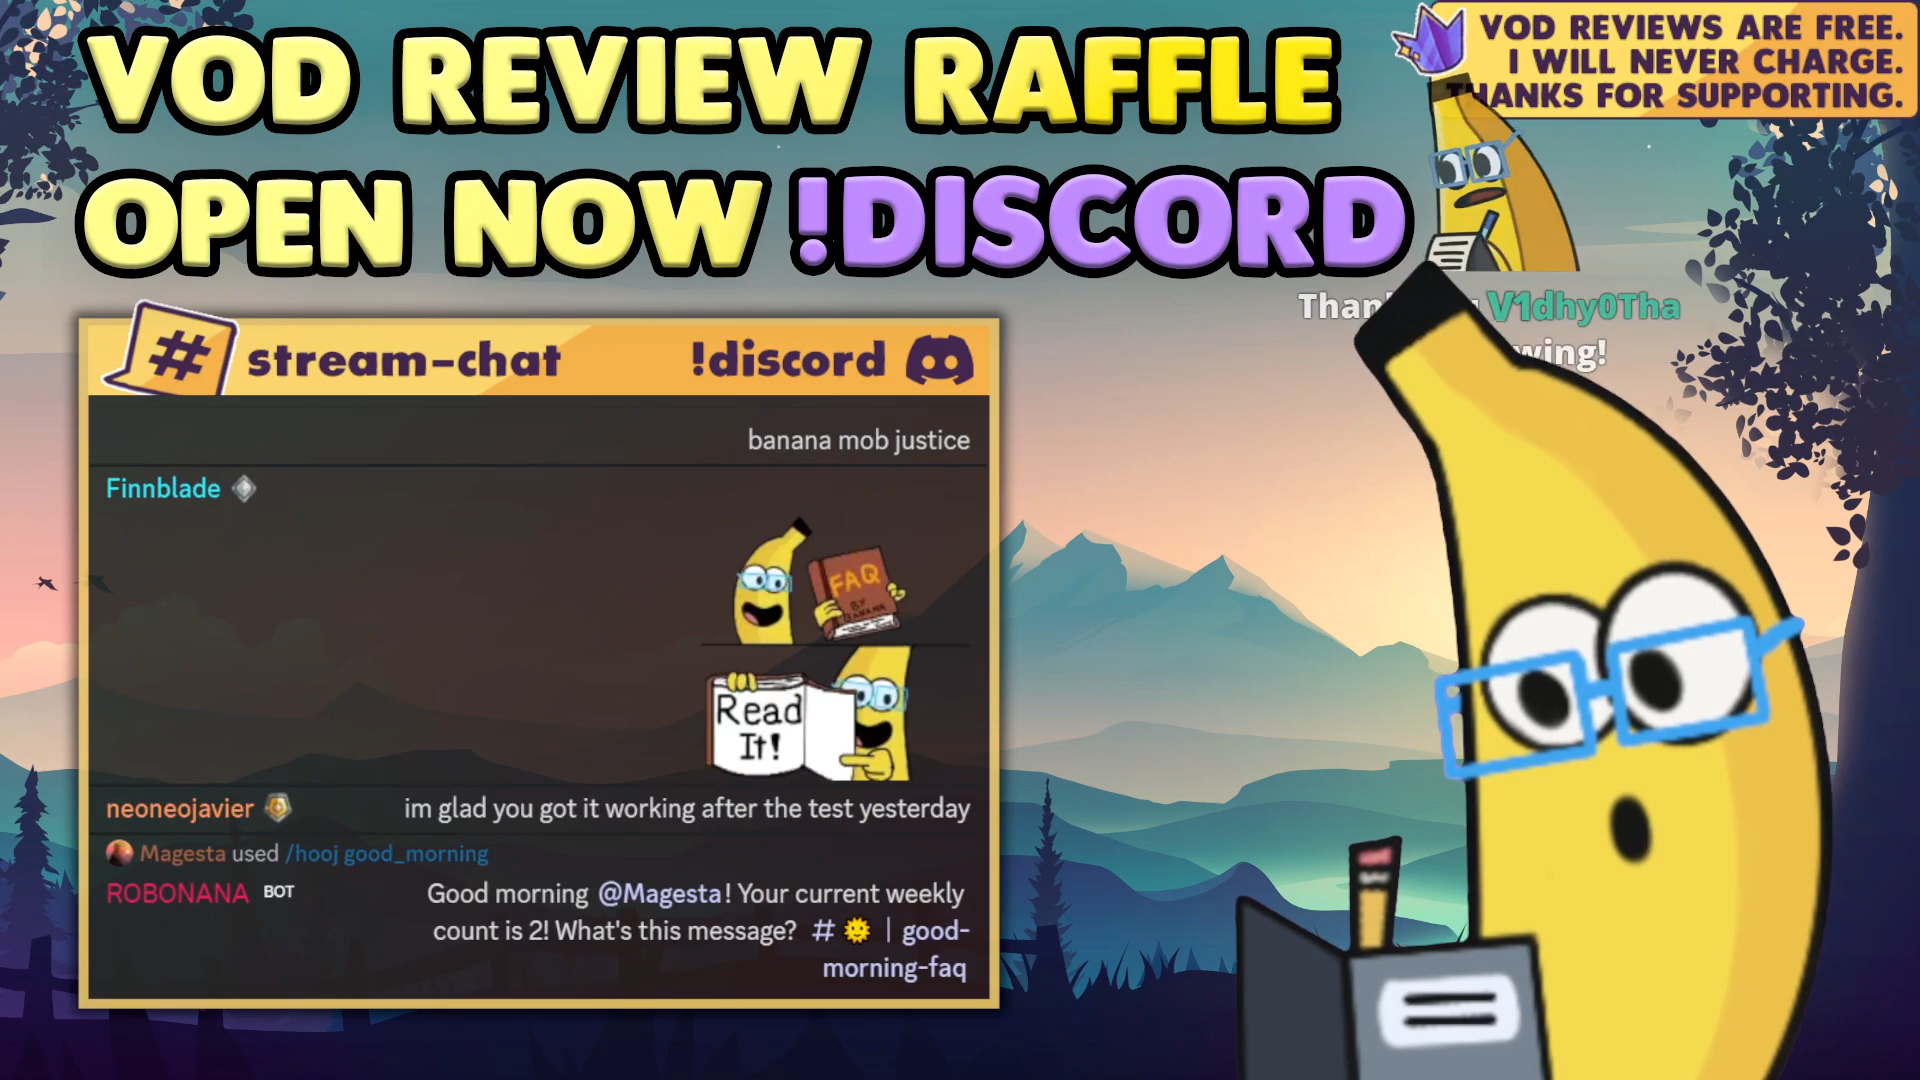 VOD REVIEW RAFFLE
OPEN NOW !DISCORD
VOD REVIEWS ARE FREE.
I WILL NEVER CHARGE.
THANKS FOR SUPPORTING.
V1dhy0Tha
# stream-chat !discord
banana mob justice
Finnblade
FAQ
BY
BANANA
Read
It!
neoneojavier im glad you got it working after the test yesterday
Magesta used /hooj good_morning
ROBONANA BOT Good morning @Magesta! Your current weekly
count is 2! What's this message? # 🌞 | good-
morning-faq